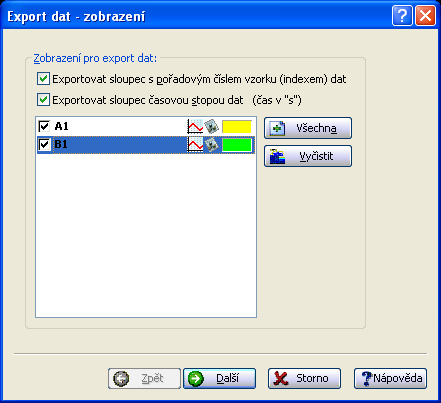 Export dat - zobrazení
Zobrazení pro export dat:
Exportovat sloupec s pořadovým číslem vzorku (indexem) dat
Exportovat sloupec časovou stopou dat (čas v "s")
A1
B1
Všechna
Vyčistit
Zpět
Další
Storno
Nápověda